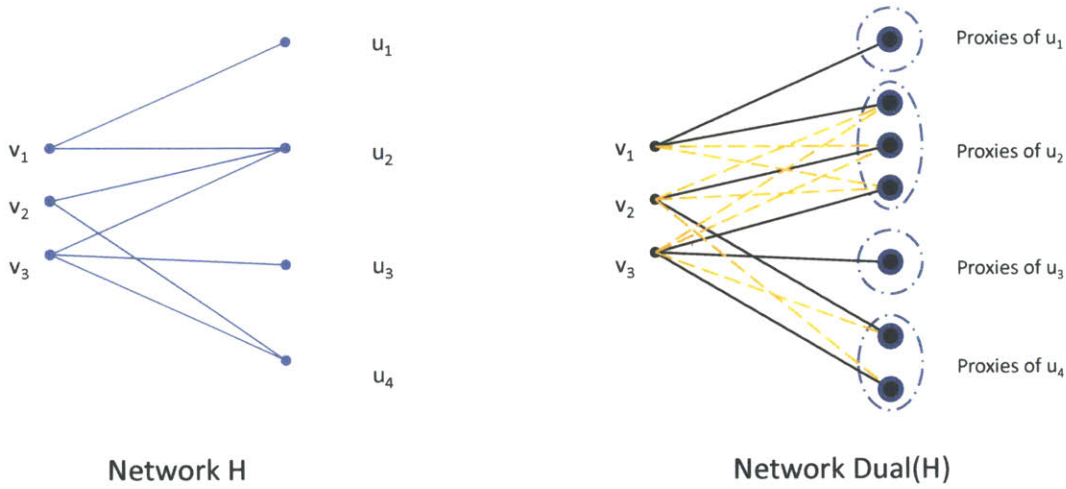 v₁
v₂
v₃
u₁
u₂
u₃
u₄
Network H
v₁
v₂
v₃
Proxies of u₁
Proxies of u₂
Proxies of u₃
Proxies of u₄
Network Dual(H)